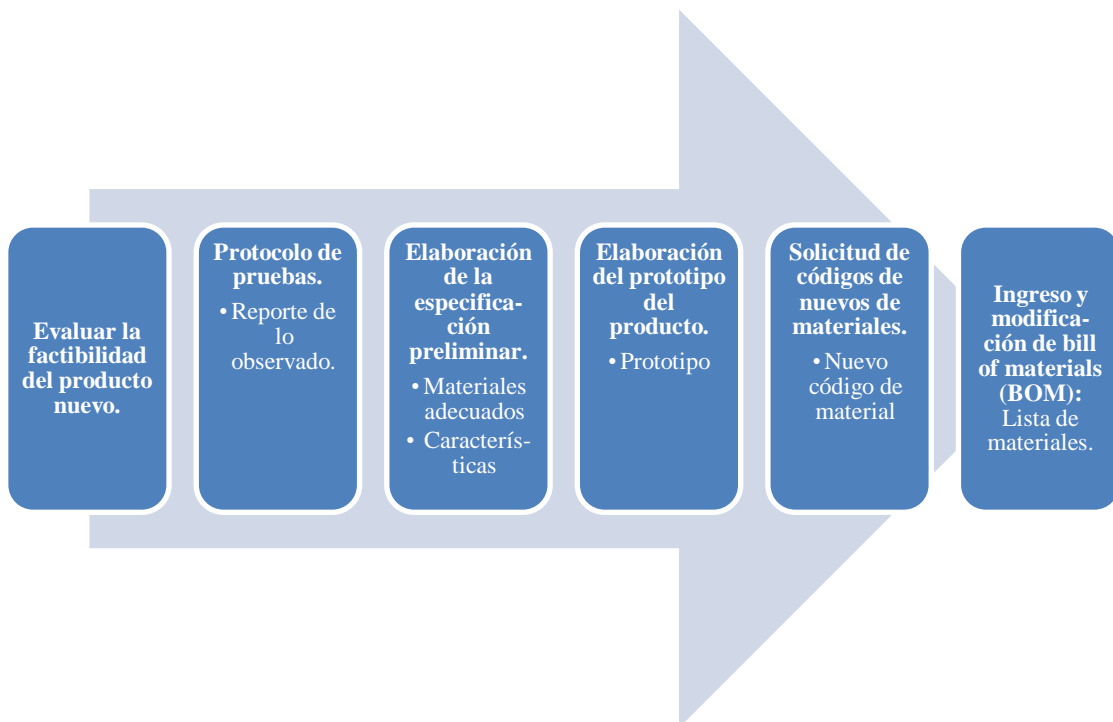 Evaluar la
factibilidad
del producto
nuevo.
Protocolo de
pruebas.
• Reporte de
lo
observado.
Elaboración
de la
especifica-
ción
preliminar.
• Materiales
adecuados
• Caracterís-
ticas
Elaboración
del prototipo
del
producto.
• Prototipo
Solicitud de
códigos de
nuevos de
materiales.
• Nuevo
código de
material
Ingreso y
modifica-
ción de bill
of materials
(BOM):
Lista de
materiales.